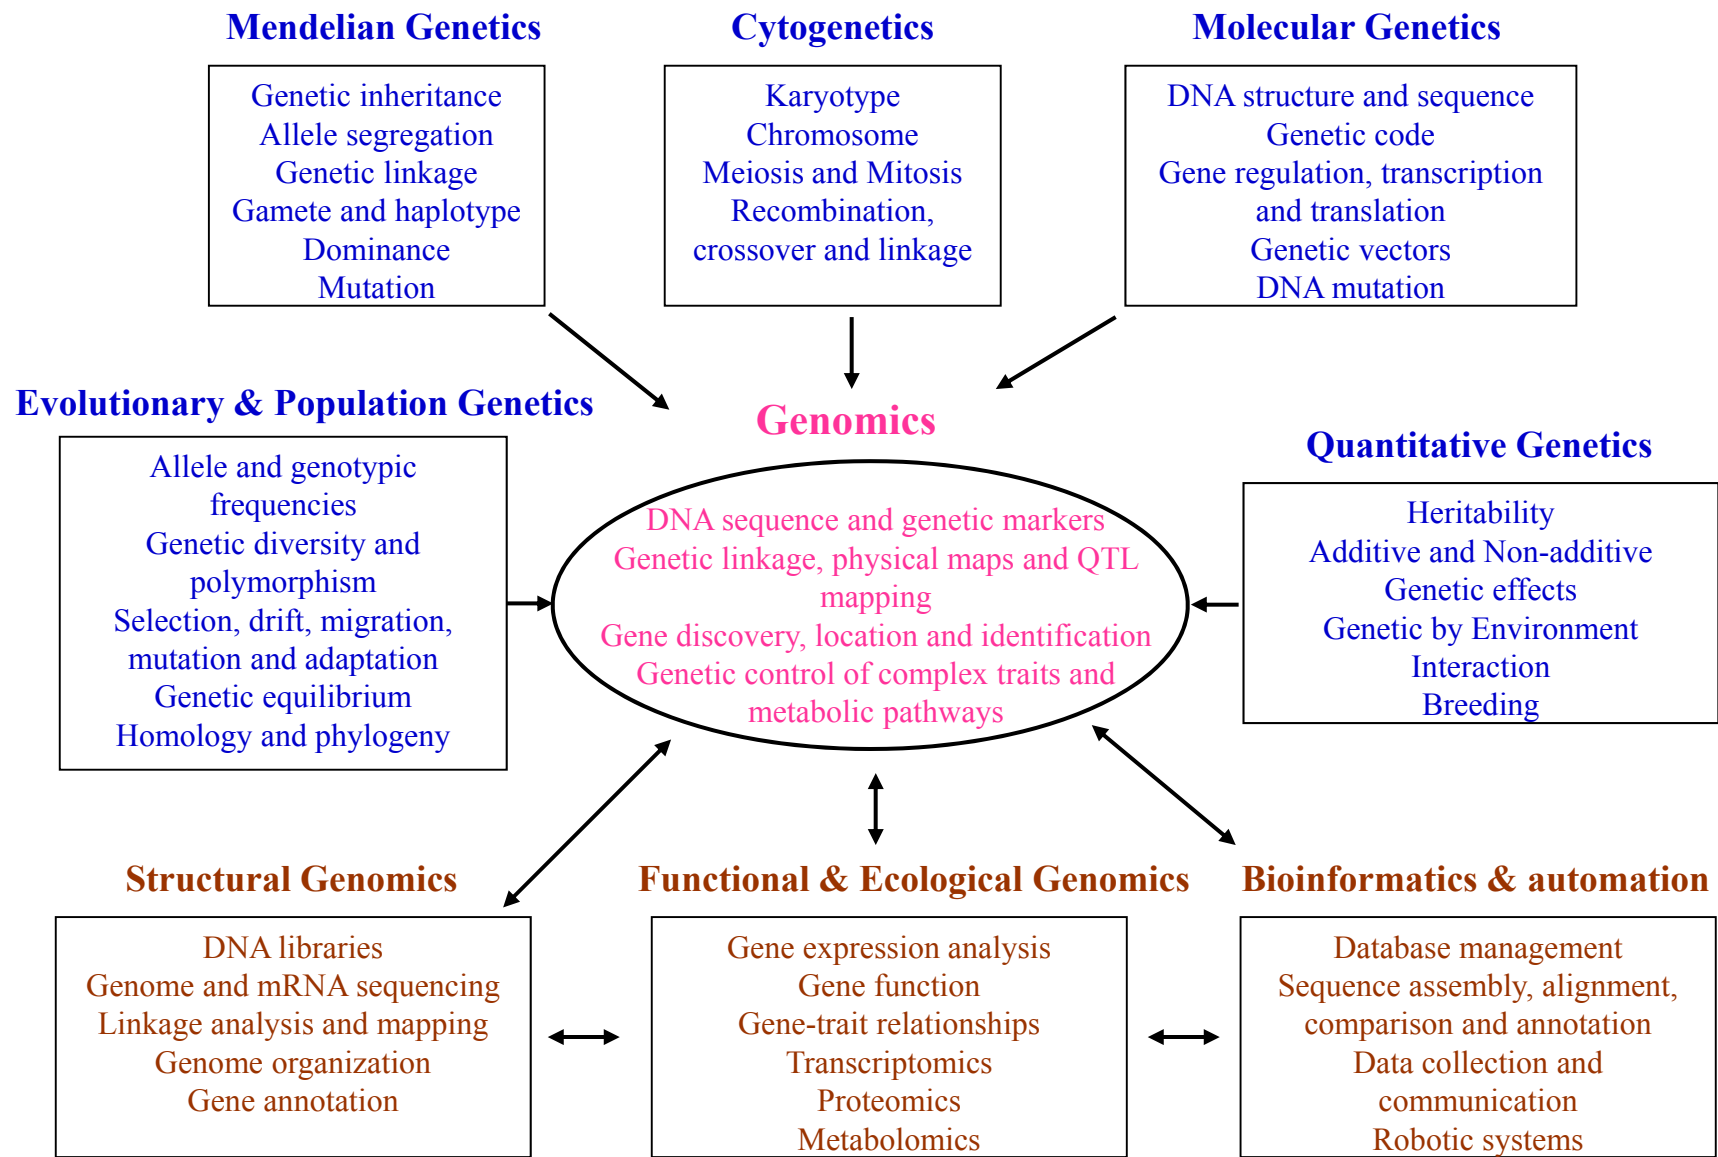 Mendelian Genetics
Genetic inheritance
Allele segregation
Genetic linkage
Gamete and haplotype
Dominance
Mutation
Cytogenetics
Karyotype
Chromosome
Meiosis and Mitosis
Recombination,
crossover and linkage
Molecular Genetics
DNA structure and sequence
Genetic code
Gene regulation, transcription
and translation
Genetic vectors
DNA mutation
Evolutionary & Population Genetics
Allele and genotypic
frequencies
Genetic diversity and
polymorphism
Selection, drift, migration,
mutation and adaptation
Genetic equilibrium
Homology and phylogeny
Genomics
DNA sequence and genetic markers
Genetic linkage, physical maps and QTL
mapping
Gene discovery, location and identification
Genetic control of complex traits and
metabolic pathways
Quantitative Genetics
Heritability
Additive and Non-additive
Genetic effects
Genetic by Environment
Interaction
Breeding
Structural Genomics
DNA libraries
Genome and mRNA sequencing
Linkage analysis and mapping
Genome organization
Gene annotation
Functional & Ecological Genomics
Gene expression analysis
Gene function
Gene-trait relationships
Transcriptomics
Proteomics
Metabolomics
Bioinformatics & automation
Database management
Sequence assembly, alignment,
comparison and annotation
Data collection and
communication
Robotic systems